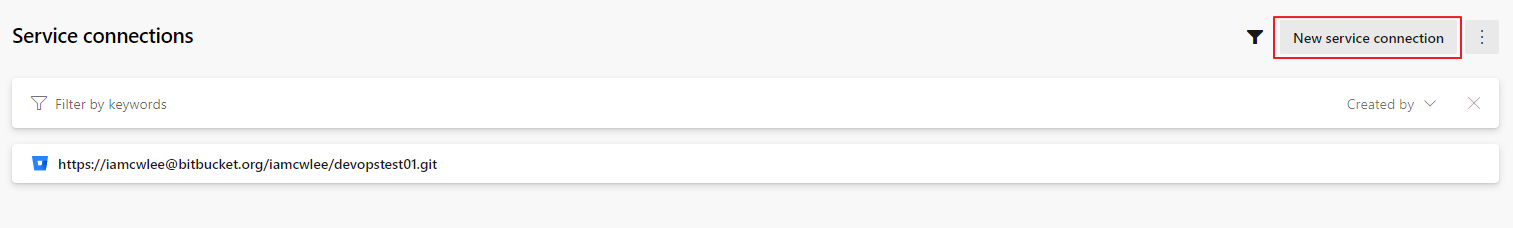 Service connections
New service connection
Filter by keywords
Created by
https://iamcwlee@bitbucket.org/iamcwlee/devopstest01.git